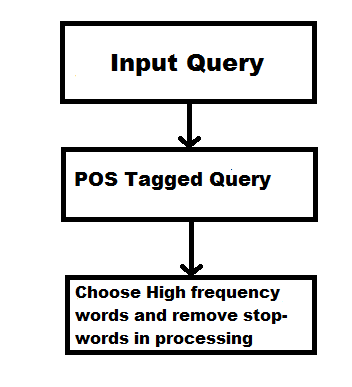 Input Query
POS Tagged Query
Choose High frequency
words and remove stop-
words in processing